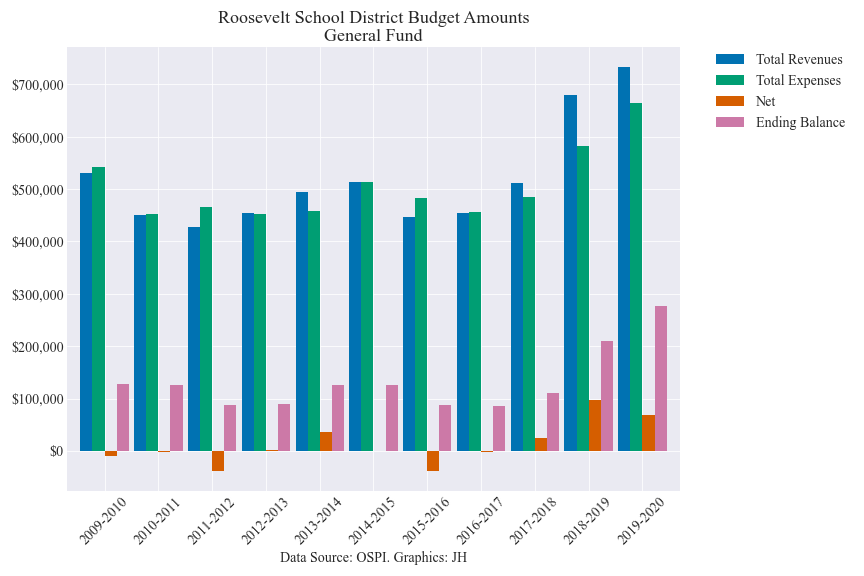 Roosevelt School District Budget Amounts
General Fund
Total Revenues
Total Expenses
Net
Ending Balance
$700,000
$600,000
$500,000
$400,000
$300,000
$200,000
$100,000
$0
2009-2010
2010-2011
2011-2012
2012-2013
2013-2014
2014-2015
2015-2016
2016-2017
2017-2018
2018-2019
2019-2020
Data Source: OSPI. Graphics: JH